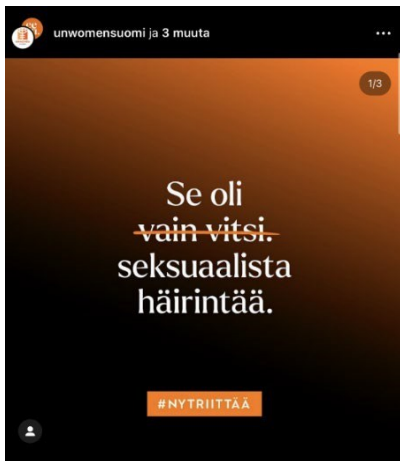 unwomensuomi ja 3 muuta
1/3
Se oli
vain vitsi.
seksuaalista
häirintää.
#NYTRIITTÄÄ